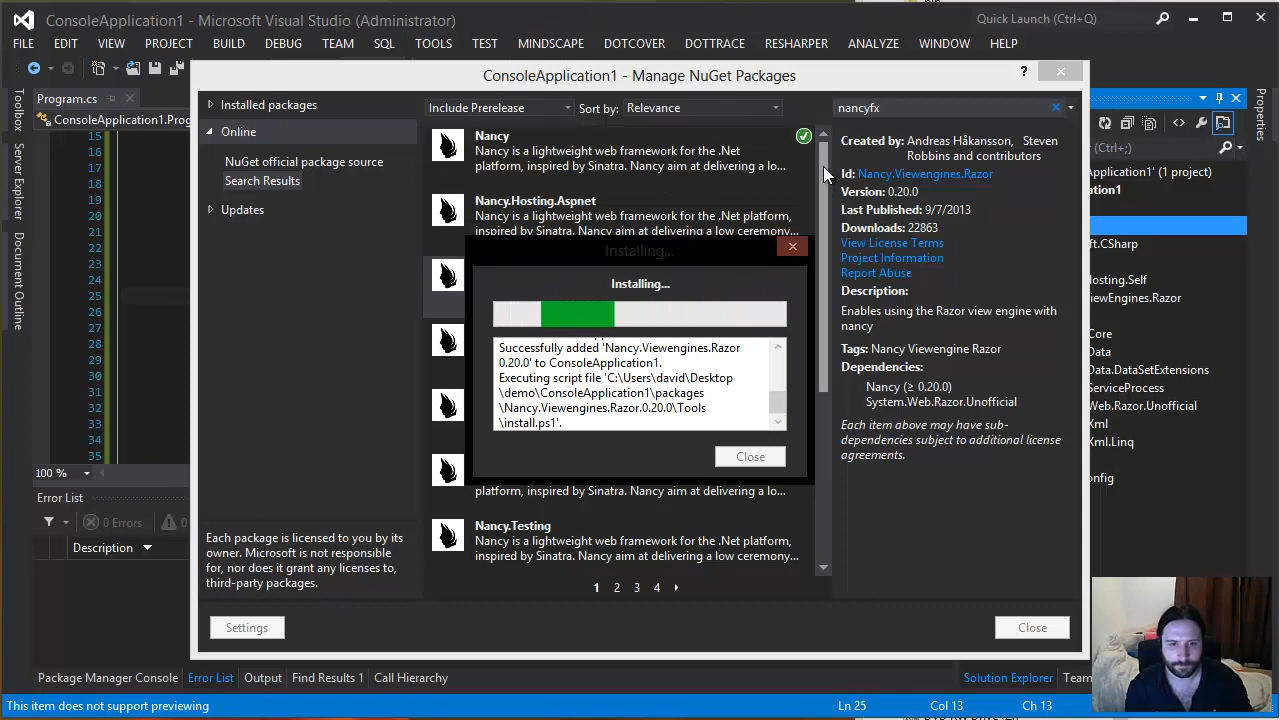 ConsoleApplication1 - Microsoft Visual Studio (Administrator)
Quick Launch (Ctrl+Q)
FILE EDIT VIEW PROJECT BUILD DEBUG TEAM SQL TOOLS TEST MINDSCAPE DOTCOVER DOTTRACE RESHARPER ANALYZE WINDOW HELP
Program.cs
ConsoleApplication1.Prog
Toolbox
Server Explorer
Document Outline
15
16
17
18
19
20
21
22
23
24
25
26
27
28
29
30
31
32
33
34
35
100 %
Error List
0 Errors
0
Description
ConsoleApplication1 - Manage NuGet Packages
?
Installed packages
Online
NuGet official package source
Search Results
Updates
Each package is licensed to you by its
owner. Microsoft is not responsible
for, nor does it grant any licenses to,
third-party packages.
Settings
Include Prerelease
Sort by: Relevance
Nancy
Nancy is a lightweight web framework for the .Net
platform, inspired by Sinatra. Nancy aim at delivering a lo...
Nancy.Hosting.Aspnet
Nancy is a lightweight web framework for the .Net platform,
inspired by Sinatra. Nancy aim at delivering a low ceremony...
Installing...
Installing...
Successfully added 'Nancy.Viewengines.Razor
0.20.0' to ConsoleApplication1.
Executing script file 'C:\Users\david\Desktop
\demo\ConsoleApplication1\packages
\Nancy.Viewengines.Razor.0.20.0\Tools
\install.ps1'.
Close
platform, inspired by Sinatra. Nancy aim at delivering a lo...
Nancy.Testing
Nancy is a lightweight web framework for the .Net platform,
inspired by Sinatra. Nancy aim at delivering a low ceremony...
1 2 3 4
nancyfx
Created by: Andreas Håkansson, Steven
Robbins and contributors
Id: Nancy.Viewengines.Razor
Version: 0.20.0
Last Published: 9/7/2013
Downloads: 22863
View License Terms
Project Information
Report Abuse
Description:
Enables using the Razor view engine with
nancy
Tags: Nancy Viewengine Razor
Dependencies:
Nancy (≥ 0.20.0)
System.Web.Razor.Unofficial
Each item above may have sub-
dependencies subject to additional license
agreements.
Close
(Ctrl+;)
ation1' (1 project)
tion1
ft.CSharp
Hosting.Self
iewEngines.Razor
Core
Data
Data.DataSetExtensions
ServiceProcess
Web.Razor.Unofficial
Xml
Xml.Linq
onfig
Properties
Package Manager Console Error List Output Find Results 1 Call Hierarchy
Solution Explorer Team
This item does not support previewing
Ln 25 Col 13 Ch 13